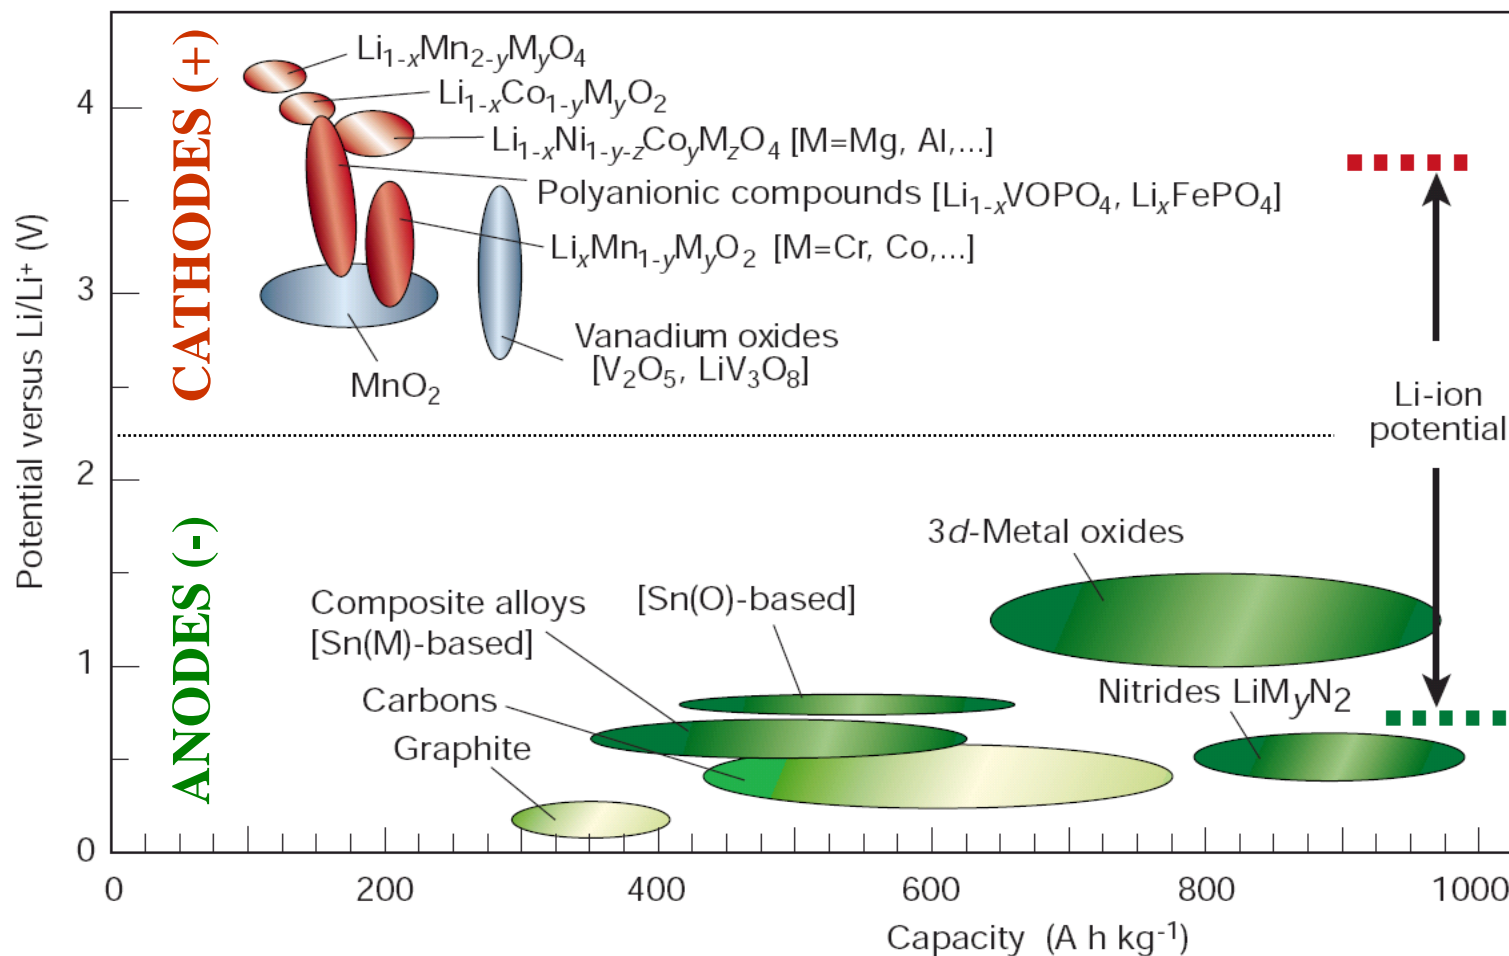 CATHODES (+)
ANODES (-)
Potential versus Li/Li⁺ (V)
4
3
2
1
0
Li₁₋ₓMn₂₋yMyO₄
Li₁₋ₓCo₁₋yMyO₂
Li₁₋ₓNi₁₋y₋zCoyMzO₄ [M=Mg, Al,...]
Polyanionic compounds [Li₁₋ₓVOPO₄, LiₓFePO₄]
LiₓMn₁₋yMyO₂ [M=Cr, Co,...]
Vanadium oxides
[V₂O₅, LiV₃O₈]
MnO₂
Li-ion
potential
3d-Metal oxides
Composite alloys
[Sn(M)-based]
[Sn(O)-based]
Carbons
Graphite
Nitrides LiMyN₂
0 200 400 600 800 1000
Capacity (A h kg⁻¹)